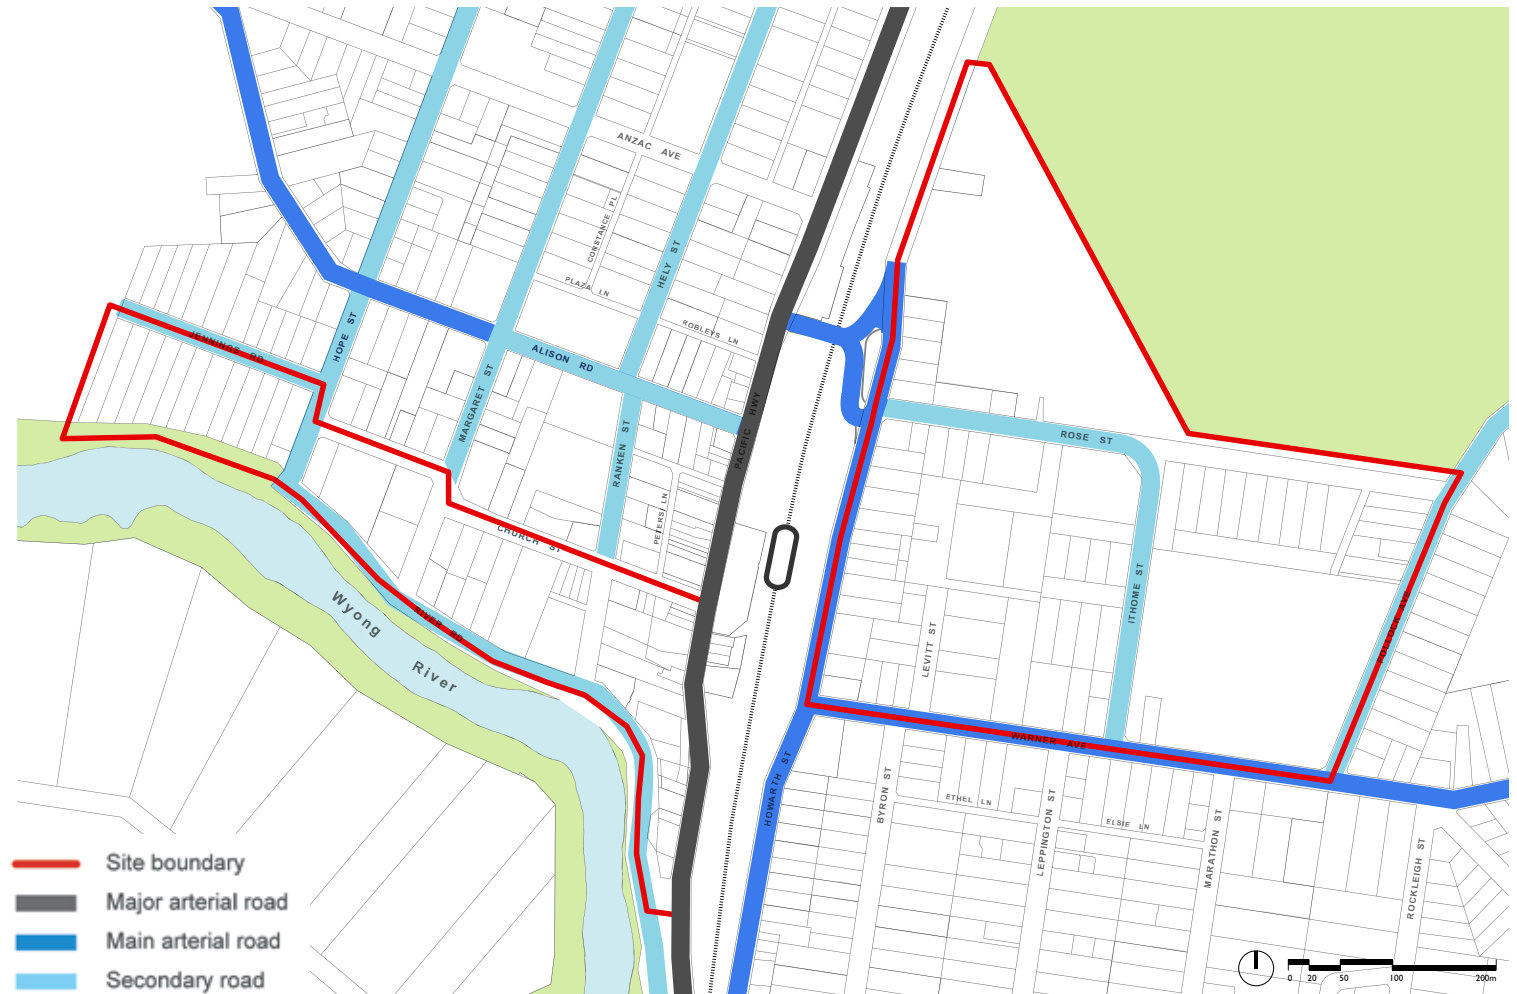 ANZAC AVE
CONSTANCE PL
HELY ST
PLAZA LN
ROBLEYS LN
HOPE ST
JENNINGS RD
ALISON RD
MARGARET ST
PACIFIC HWY
RANKEN ST
PETERS LN
CHURCH ST
ROSE ST
ITHOME ST
LEVITT ST
POLLOCK AVE
Wyong
River
RIVER RD
WARNER AVE
HOWARTH ST
BYRON ST
ETHEL LN
LEPPINGTON ST
ELSIE LN
MARATHON ST
ROCKLEIGH ST
Site boundary
Major arterial road
Main arterial road
Secondary road
0 20 50 100 200m